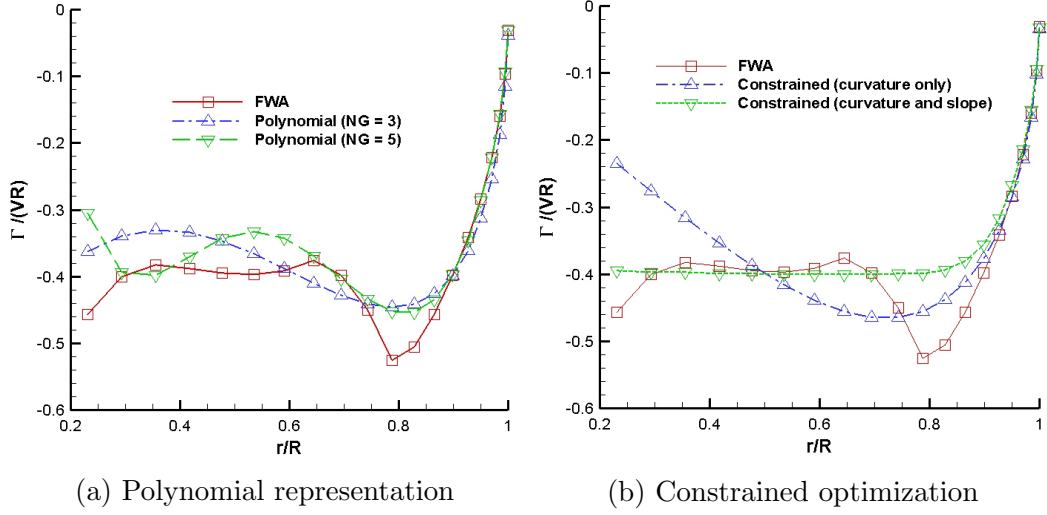 0
-0.1
-0.2
-0.3
-0.4
-0.5
-0.6
Γ /(VR)
FWA
Polynomial (NG = 3)
Polynomial (NG = 5)
0.2
0.4
0.6
0.8
1
r/R
(a) Polynomial representation
0
-0.1
-0.2
-0.3
-0.4
-0.5
-0.6
Γ /(VR)
FWA
Constrained (curvature only)
Constrained (curvature and slope)
0.2
0.4
0.6
0.8
1
r/R
(b) Constrained optimization